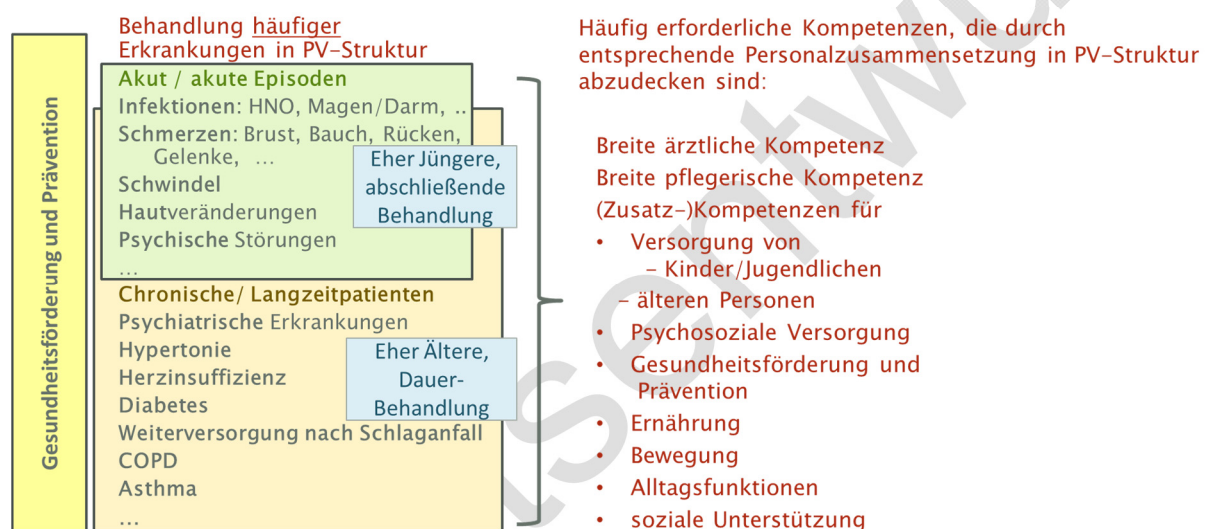 Gesundheitsförderung und Prävention
Behandlung häufiger
Erkrankungen in PV-Struktur
Akut / akute Episoden
Infektionen: HNO, Magen/Darm, ..
Schmerzen: Brust, Bauch, Rücken,
Gelenke, ...
Schwindel
Hautveränderungen
Psychische Störungen
...
Eher Jüngere,
abschließende
Behandlung
Chronische/ Langzeitpatienten
Psychiatrische Erkrankungen
Hypertonie
Herzinsuffizienz
Diabetes
Weiterversorgung nach Schlaganfall
COPD
Asthma
...
Eher Ältere,
Dauer-
Behandlung
Häufig erforderliche Kompetenzen, die durch
entsprechende Personalzusammensetzung in PV-Struktur
abzudecken sind:
Breite ärztliche Kompetenz
Breite pflegerische Kompetenz
(Zusatz-)Kompetenzen für
• Versorgung von
– Kinder/Jugendlichen
– älteren Personen
• Psychosoziale Versorgung
• Gesundheitsförderung und
Prävention
• Ernährung
• Bewegung
• Alltagsfunktionen
• soziale Unterstützung